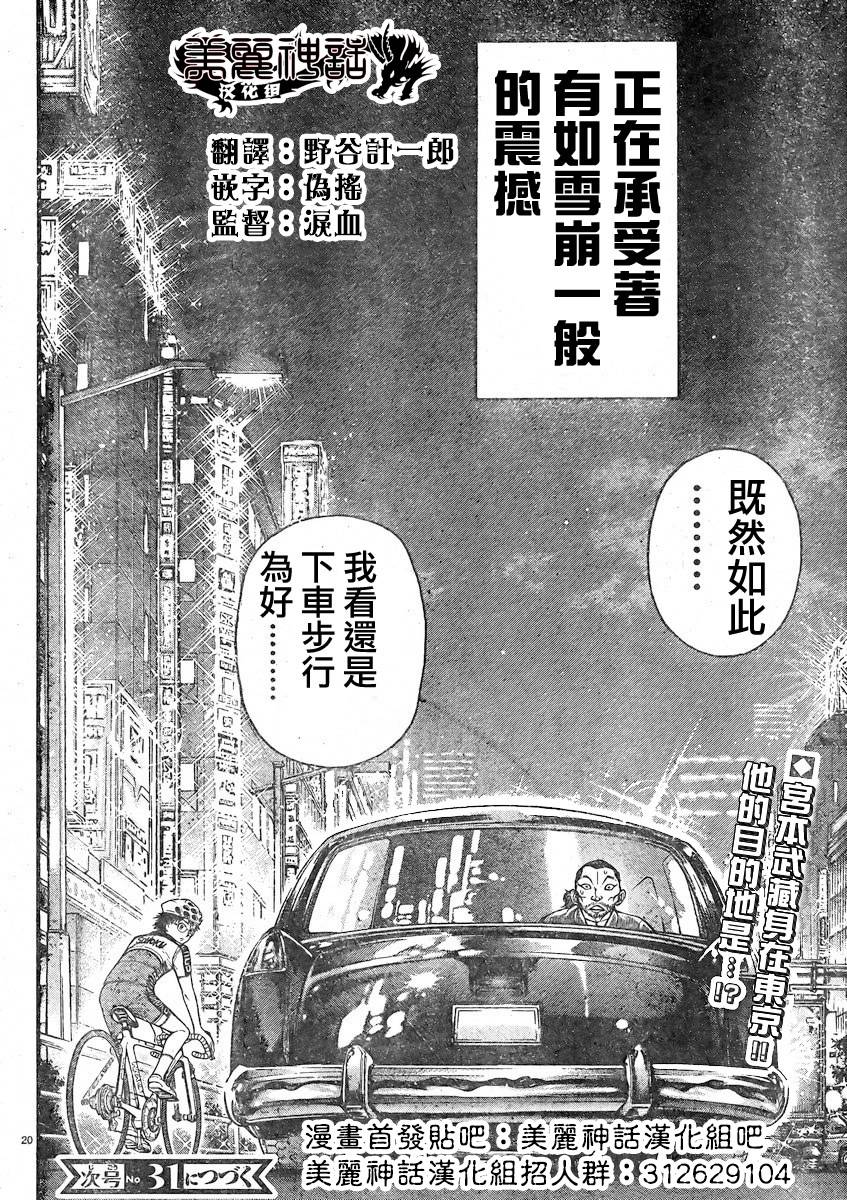 美麗神話
汉化组
翻譯：野谷計一郎
嵌字：偽搖
監督：淚血
正在承受著
有如雪崩一般
的震撼
既然如此
………
我看還是
下車步行
為好………
◆宮本武藏身在東京!!
他的目的地是…!?
漫畫首發貼吧：美麗神話漢化組吧
美麗神話漢化組招人群：312629104
20
次号No31につづく